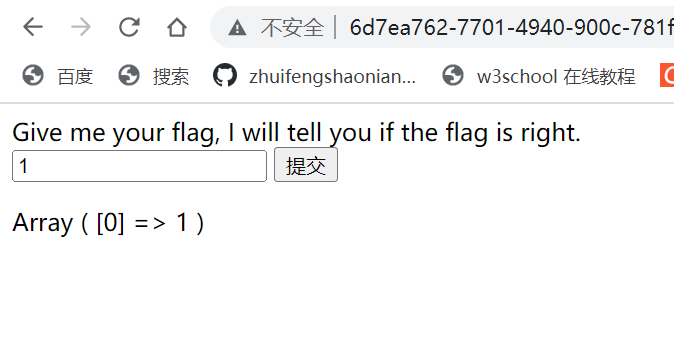 不安全 6d7ea762-7701-4940-900c-781f
百度 搜索 zhuifengshaonian... w3school 在线教程
Give me your flag, I will tell you if the flag is right.
1 提交
Array ( [0] => 1 )